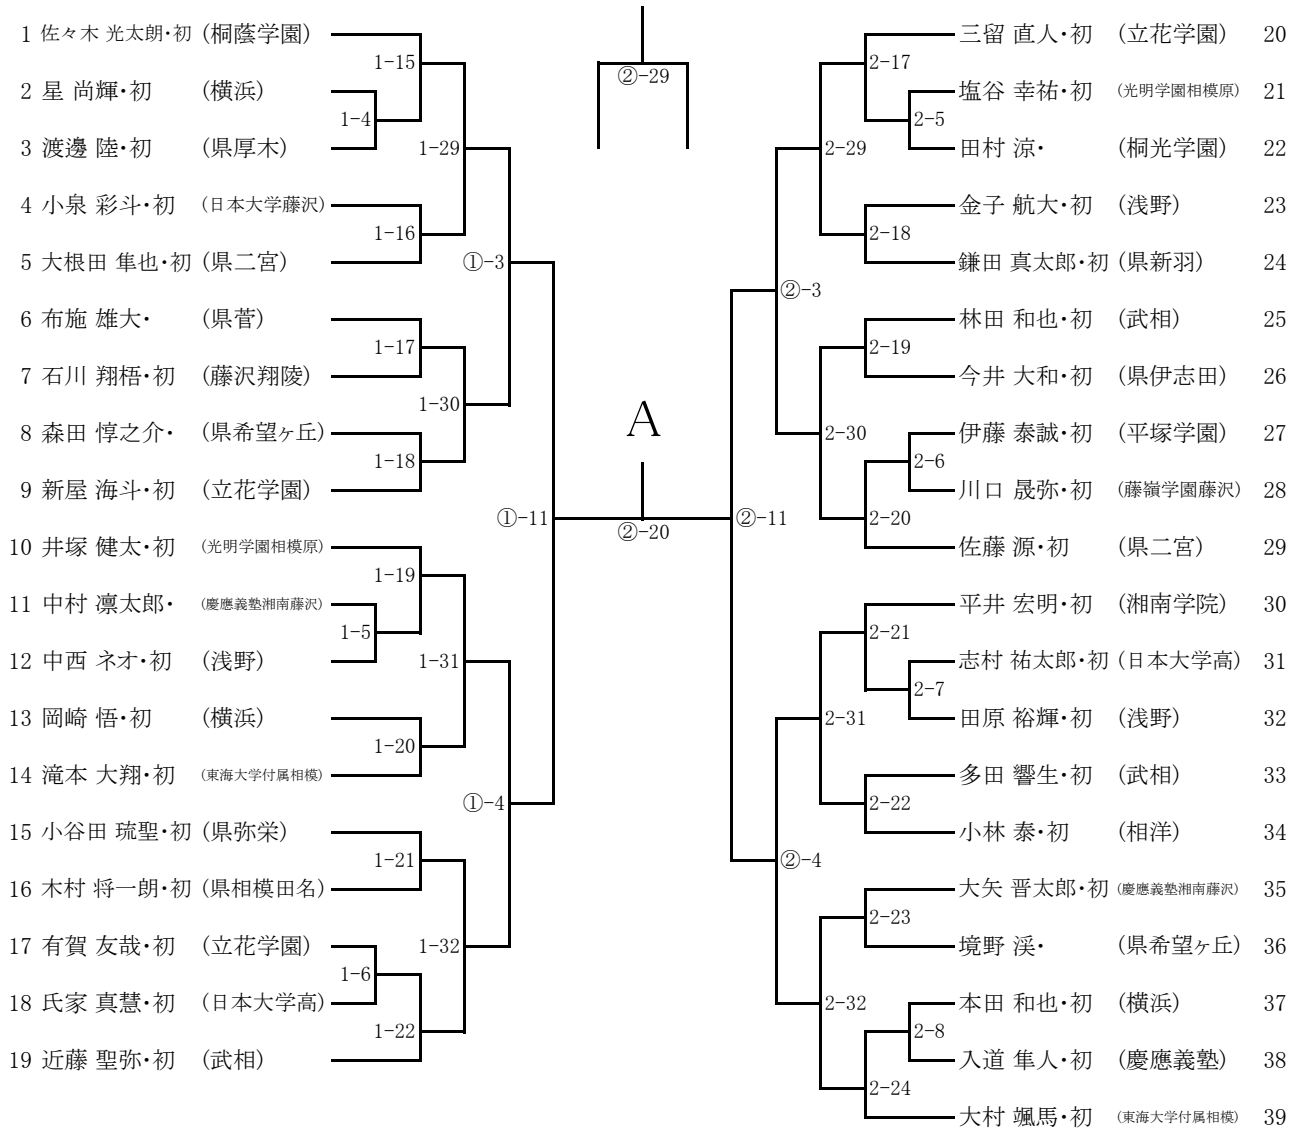 1 佐々木 光太朗・初 (桐蔭学園)
2 星 尚輝・初 (横浜)
3 渡邊 陸・初 (県厚木)
4 小泉 彩斗・初 (日本大学藤沢)
5 大根田 隼也・初 (県二宮)
6 布施 雄大・ (県菅)
7 石川 翔梧・初 (藤沢翔陵)
8 森田 惇之介・ (県希望ヶ丘)
9 新屋 海斗・初 (立花学園)
10 井塚 健太・初 (光明学園相模原)
11 中村 凛太郎・ (慶應義塾湘南藤沢)
12 中西 ネオ・初 (浅野)
13 岡崎 悟・初 (横浜)
14 滝本 大翔・初 (東海大学付属相模)
15 小谷田 琉聖・初 (県弥栄)
16 木村 将一朗・初 (県相模田名)
17 有賀 友哉・初 (立花学園)
18 氏家 真慧・初 (日本大学高)
19 近藤 聖弥・初 (武相)
1-15
1-4
1-29
1-16
①-3
1-17
1-30
1-18
①-11
1-19
1-5
1-31
1-20
①-4
1-21
1-32
1-6
1-22
②-29
A
②-20
2-17
2-5
2-29
2-18
②-3
2-19
2-30
2-6
2-20
②-11
2-21
2-7
2-31
2-22
②-4
2-23
2-32
2-8
2-24
三留 直人・初 (立花学園) 20
塩谷 幸祐・初 (光明学園相模原) 21
田村 涼・ (桐光学園) 22
金子 航大・初 (浅野) 23
鎌田 真太郎・初 (県新羽) 24
林田 和也・初 (武相) 25
今井 大和・初 (県伊志田) 26
伊藤 泰誠・初 (平塚学園) 27
川口 晟弥・初 (藤嶺学園藤沢) 28
佐藤 源・初 (県二宮) 29
平井 宏明・初 (湘南学院) 30
志村 祐太郎・初 (日本大学高) 31
田原 裕輝・初 (浅野) 32
多田 響生・初 (武相) 33
小林 泰・初 (相洋) 34
大矢 晋太郎・初 (慶應義塾湘南藤沢) 35
境野 渓・ (県希望ヶ丘) 36
本田 和也・初 (横浜) 37
入道 隼人・初 (慶應義塾) 38
大村 颯馬・初 (東海大学付属相模) 39